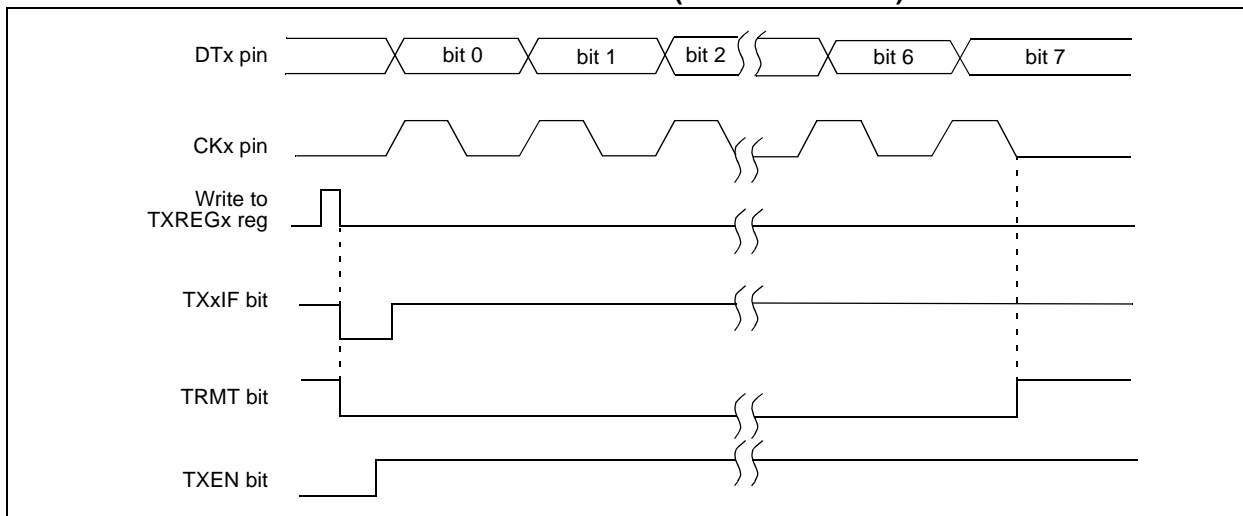 DTx pin
bit 0
bit 1
bit 2
bit 6
bit 7
CKx pin
Write to
TXREGx reg
TXxIF bit
TRMT bit
TXEN bit